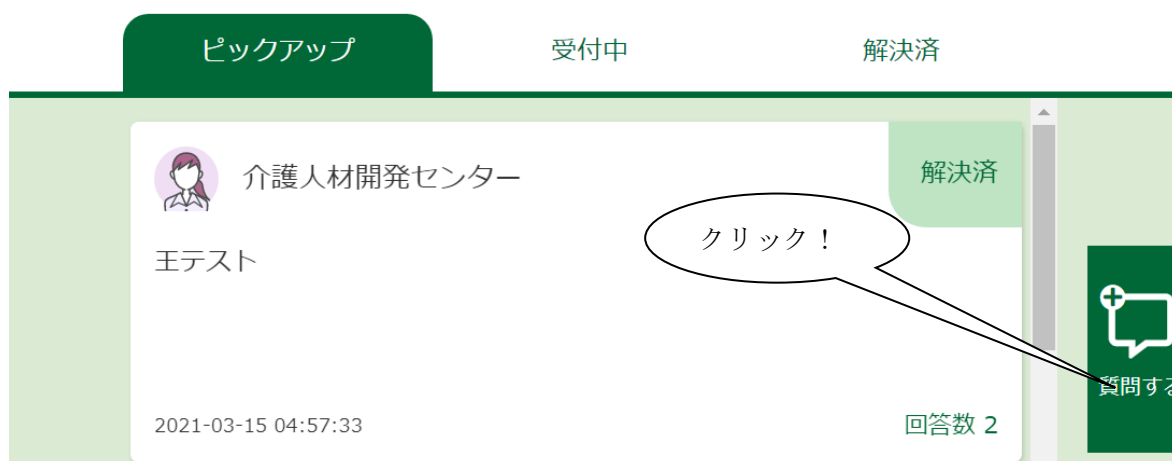 ピックアップ 受付中 解決済
介護人材開発センター 解決済
クリック！
王テスト
質問する
2021-03-15 04:57:33 回答数 2